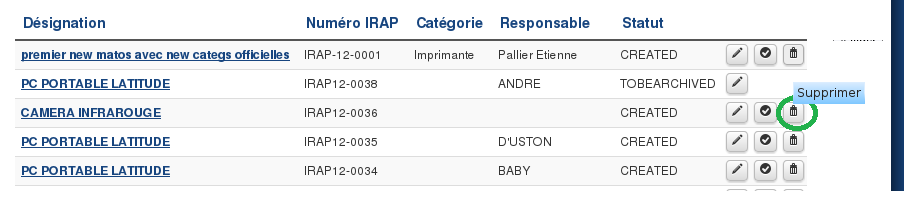 Désignation Numéro IRAP Catégorie Responsable Statut
premier new matos avec new categs officielles IRAP-12-0001 Imprimante Pallier Etienne CREATED
PC PORTABLE LATITUDE IRAP12-0038 ANDRE TOBEARCHIVED
Supprimer
CAMERA INFRAROUGE IRAP12-0036 CREATED
PC PORTABLE LATITUDE IRAP12-0035 D'USTON CREATED
PC PORTABLE LATITUDE IRAP12-0034 BABY CREATED